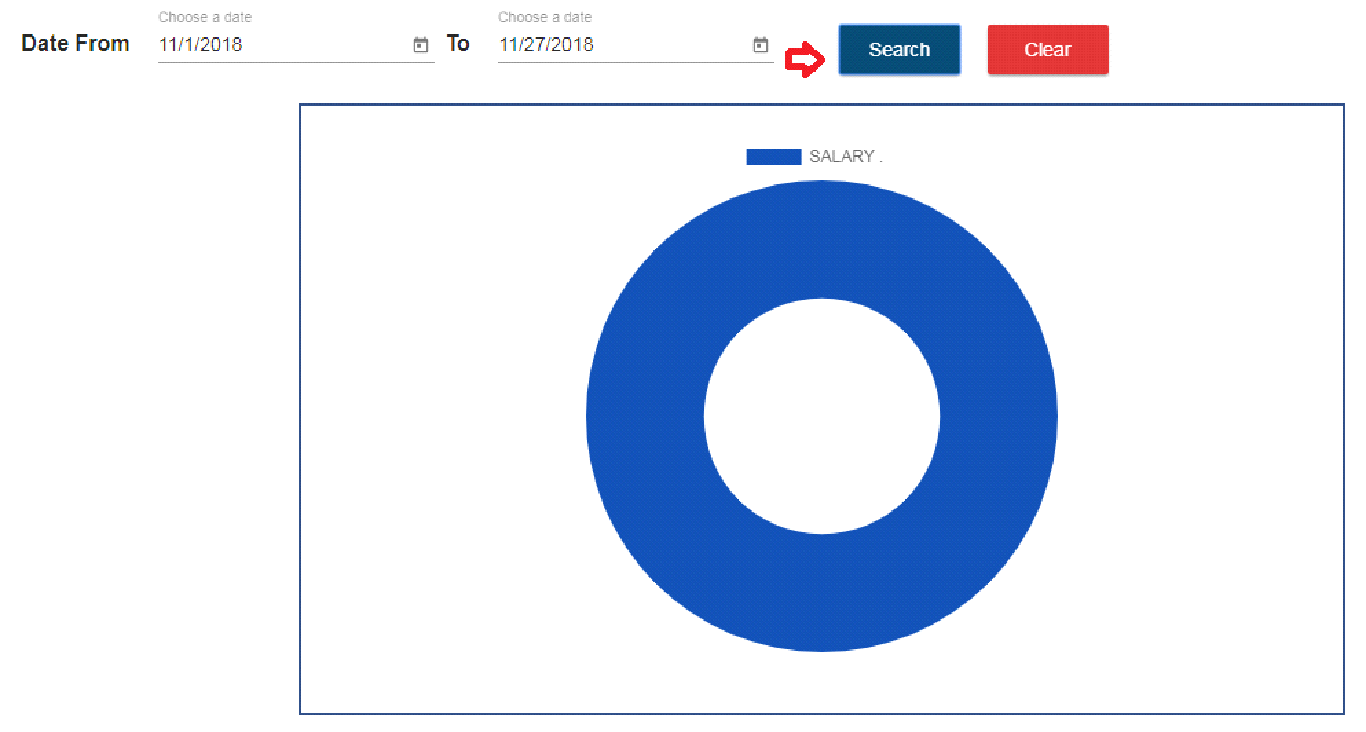 Choose a date Choose a date
Date From 11/1/2018 To 11/27/2018 Search Clear
SALARY .